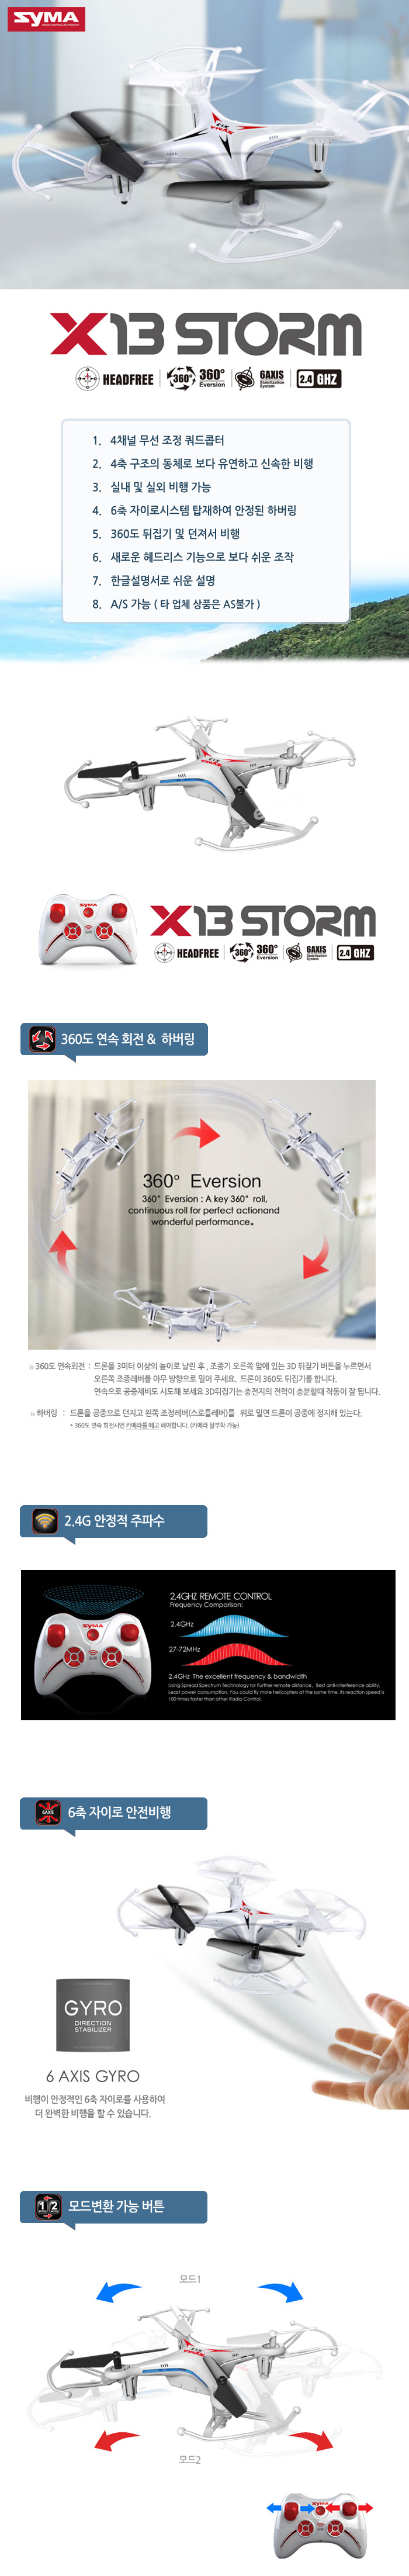 SYMA
FIX
VIVAX
X13 STORM
HEADFREE
360°
360°
Eversion
6AXIS
Stabilization
System
2.4 GHZ
1. 4채널 무선 조정 쿼드콥터
2. 4축 구조의 동체로 보다 유연하고 신속한 비행
3. 실내 및 실외 비행 가능
4. 6축 자이로시스템 탑재하여 안정된 하버링
5. 360도 뒤집기 및 던져서 비행
6. 새로운 헤드리스 기능으로 보다 쉬운 조작
7. 한글설명서로 쉬운 설명
8. A/S 가능 ( 타 업체 상품은 AS불가 )
SYMA
X13 STORM
HEADFREE
360°
360°
Eversion
6AXIS
Stabilization
System
2.4 GHZ
360도 연속 회전 & 하버링
360° Eversion
360° Eversion : A key 360° roll,
continuous roll for perfect actionand
wonderful performance。
» 360도 연속회전 : 드론을 3미터 이상의 높이로 날린 후 , 조종기 오른쪽 앞에 있는 3D 뒤짚기 버튼을 누르면서
오른쪽 조종레버를 아무 방향으로 밀어 주세요. 드론이 360도 뒤집기를 합니다.
연속으로 공중제비도 시도해 보세요 3D뒤집기는 충전지의 전력이 충분할때 작동이 잘 됩니다.
» 하버링 : 드론을 공중으로 던지고 왼쪽 조정레버(스로틀레버)를 위로 밀면 드론이 공중에 정지해 있는다.
* 360도 연속 회전시엔 카메라를 떼고 해야합니다. (카메라 탈부착 가능)
2.4G 안정적 주파수
SYMA
2.4GHZ REMOTE CONTROL
Frequency Comparison:
2.4GHz
27-72MHz
2.4GHz The excellent frequency & bandwidth
Using Spread Spectrum Technology for Further remote distance, Best anti-interference ability,
Least power consumption, You could fly more helicopters at the same time. Its reaction speed is
100 times faster than other Radio Control.
6AXIS
6축 자이로 안전비행
GYRO
DIRECTION
STABILIZER
6 AXIS GYRO
비행이 안정적인 6축 자이로를 사용하여
더 완벽한 비행을 할 수 있습니다.
1 2
모드변환 가능 버튼
모드1
모드2
SYMA